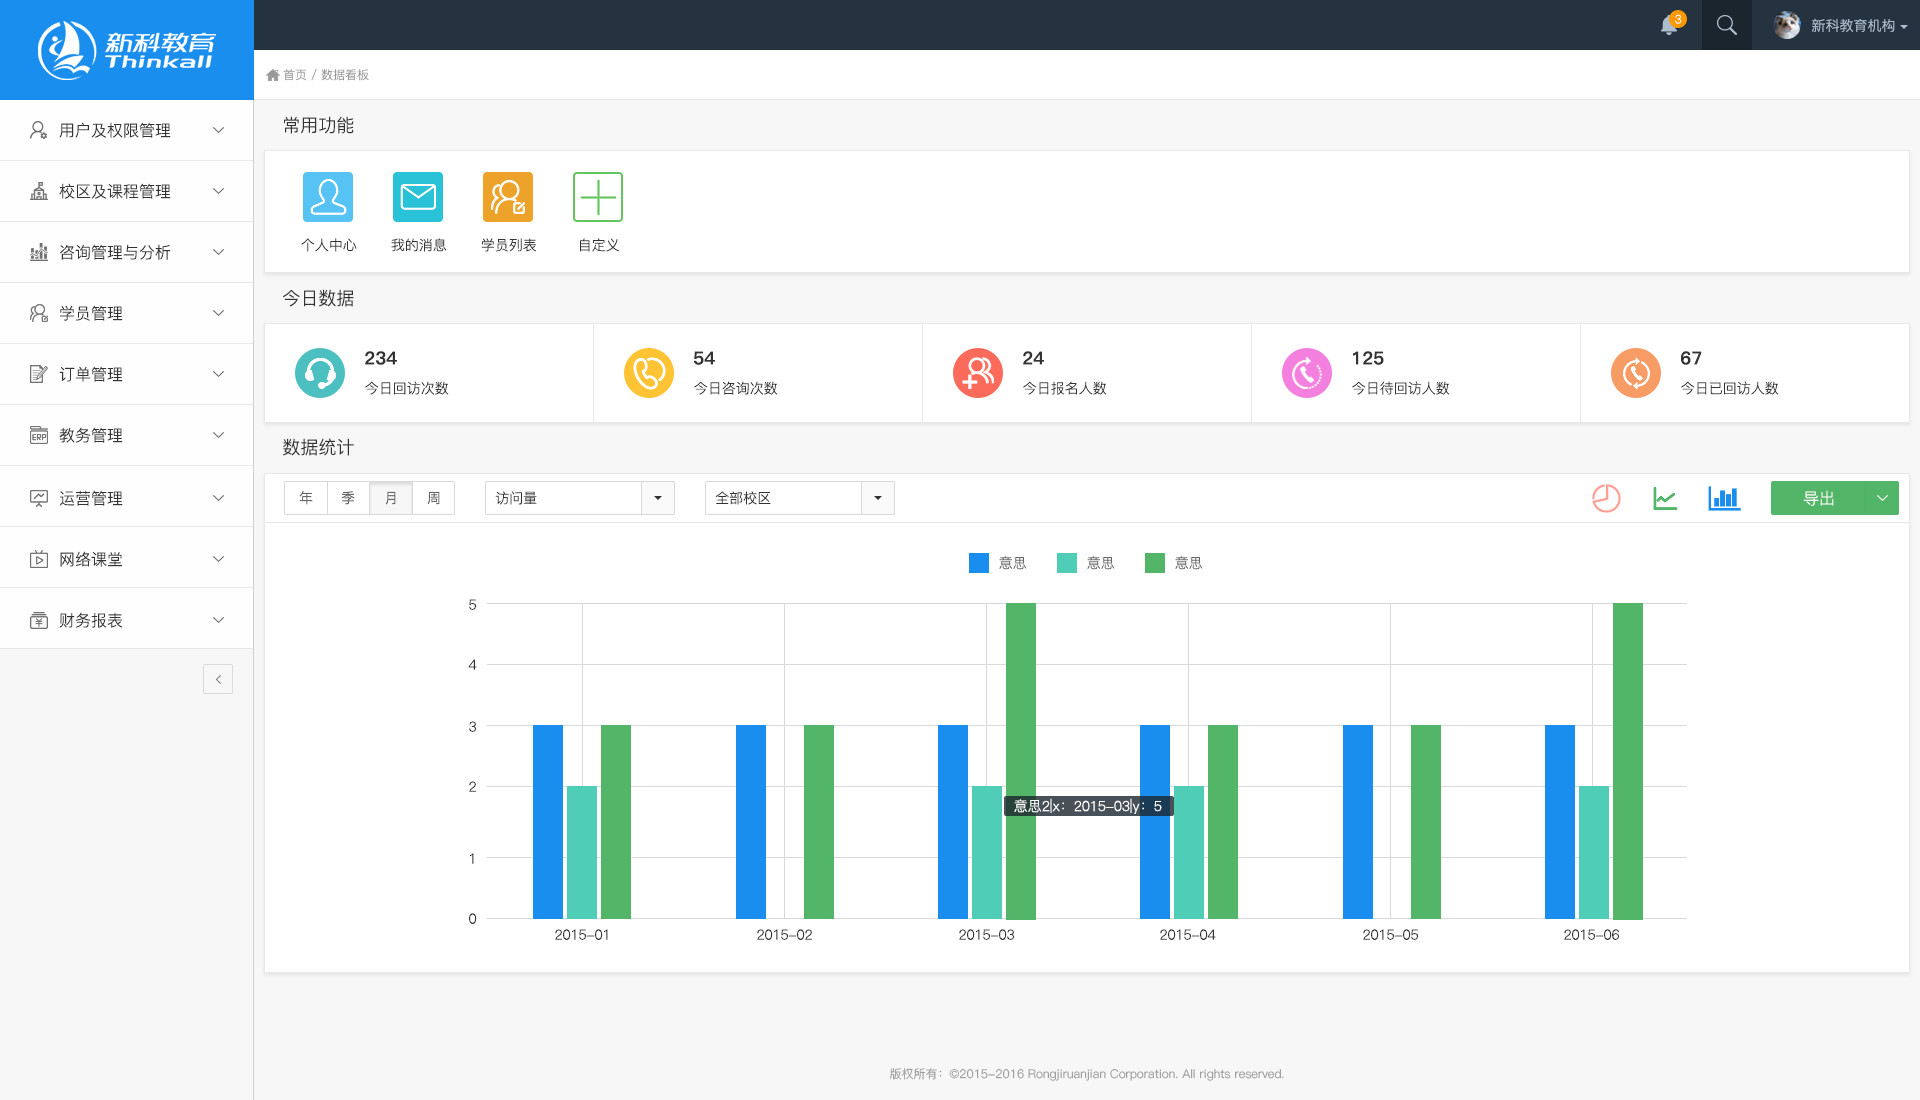 新科教育
Thinkall
3
新科教育机构
首页 / 数据看板
用户及权限管理
校区及课程管理
咨询管理与分析
学员管理
订单管理
ERP
教务管理
运营管理
网络课堂
¥
财务报表
常用功能
个人中心
我的消息
学员列表
自定义
今日数据
234
今日回访次数
54
今日咨询次数
24
今日报名人数
125
今日待回访人数
67
今日已回访人数
数据统计
年 季 月 周
访问量
全部校区
导出
意思 意思 意思
5
4
3
2
1
0
意思2|x：2015-03|y：5
2015-01 2015-02 2015-03 2015-04 2015-05 2015-06
版权所有：©2015-2016 Rongjiruanjian Corporation. All rights reserved.